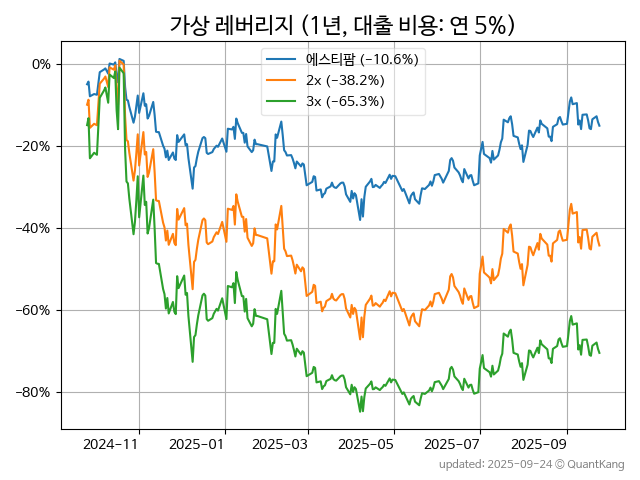 가상 레버리지 (1년, 대출 비용: 연 5%)
에스티팜 (−10.6%)
2x (−38.2%)
3x (−65.3%)
0%
−20%
−40%
−60%
−80%
2024−11 2025−01 2025−03 2025−05 2025−07 2025−09
updated: 2025-09-24 © QuantKang